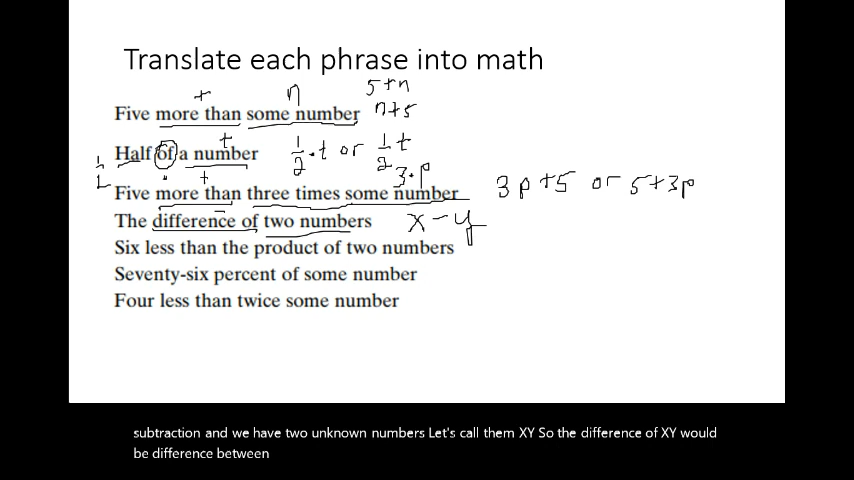 Translate each phrase into math
+ n 5+n
Five more than some number n+5
+ t
Half of a number 1/2 · t or 1/2 t
1/2 · + 3·p
Five more than three times some number 3p+5 or 5+3p
−
The difference of two numbers x−y
Six less than the product of two numbers
Seventy-six percent of some number
Four less than twice some number
subtraction and we have two unknown numbers Let's call them XY So the difference of XY would
be difference between